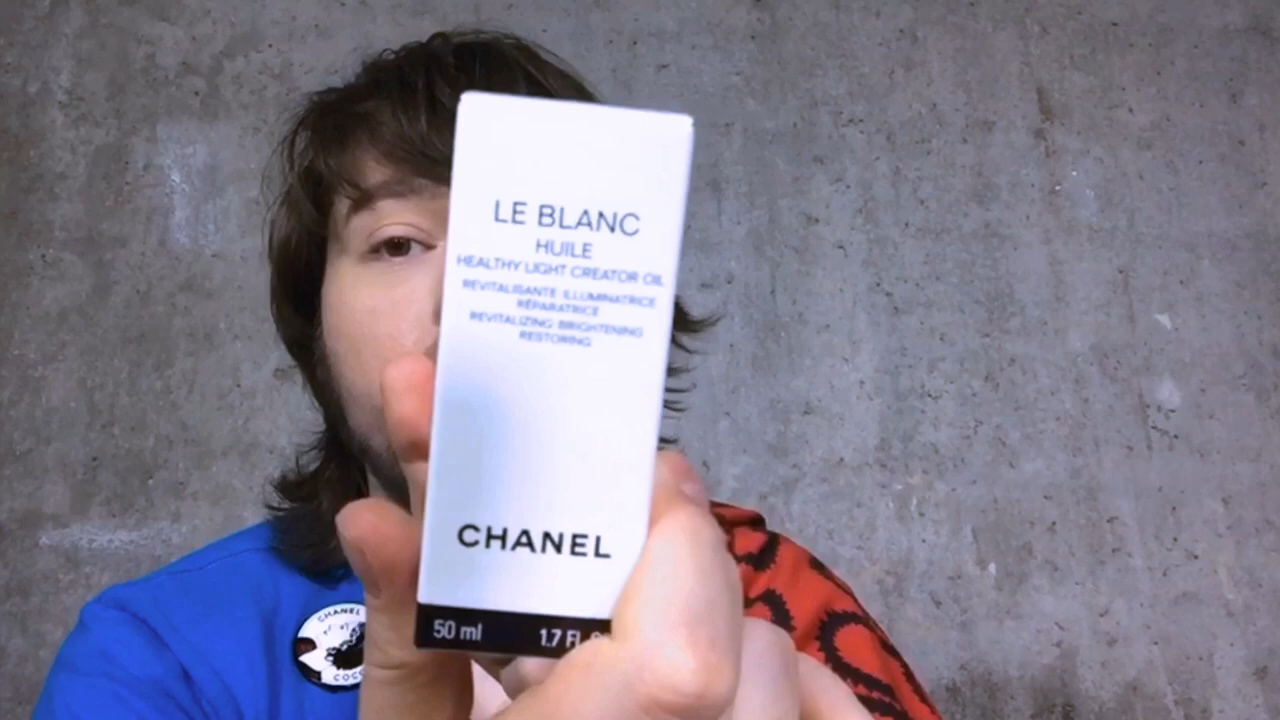 LE BLANC
HUILE
HEALTHY LIGHT CREATOR OIL
REVITALISANTE ILLUMINATRICE
RÉPARATRICE
REVITALIZING BRIGHTENING
RESTORING
CHANEL
50 ml 1.7 FL
CHANEL
COCO